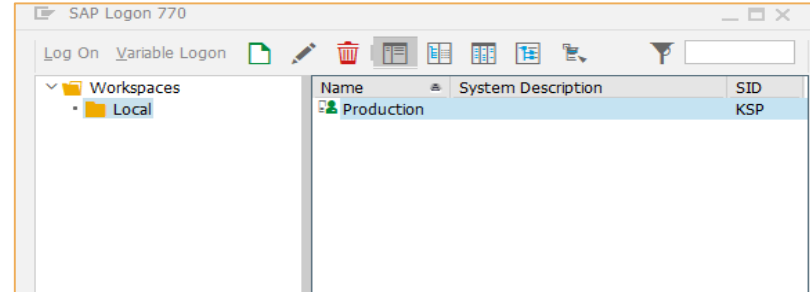 SAP Logon 770
Log On Variable Logon
Workspaces
Local
Name System Description SID
Production KSP